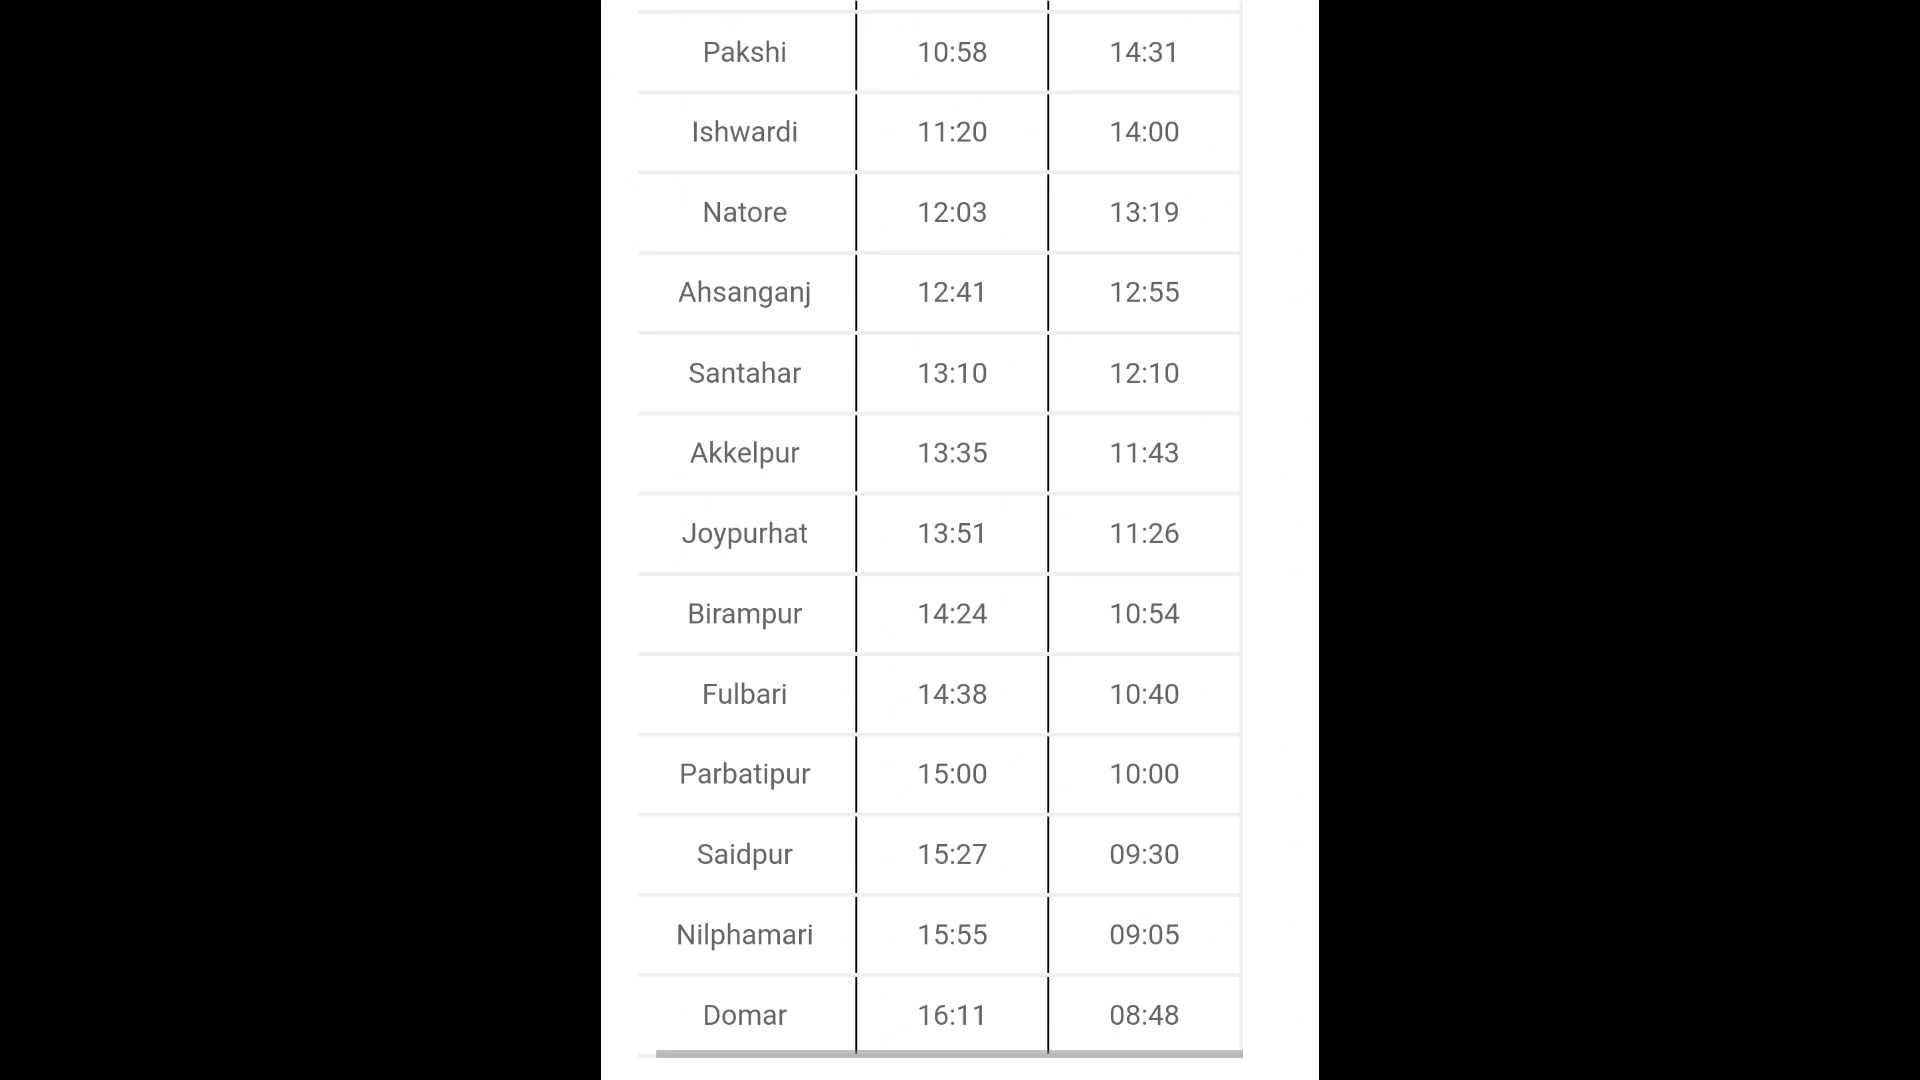 Pakshi 10:58 14:31
Ishwardi 11:20 14:00
Natore 12:03 13:19
Ahsanganj 12:41 12:55
Santahar 13:10 12:10
Akkelpur 13:35 11:43
Joypurhat 13:51 11:26
Birampur 14:24 10:54
Fulbari 14:38 10:40
Parbatipur 15:00 10:00
Saidpur 15:27 09:30
Nilphamari 15:55 09:05
Domar 16:11 08:48